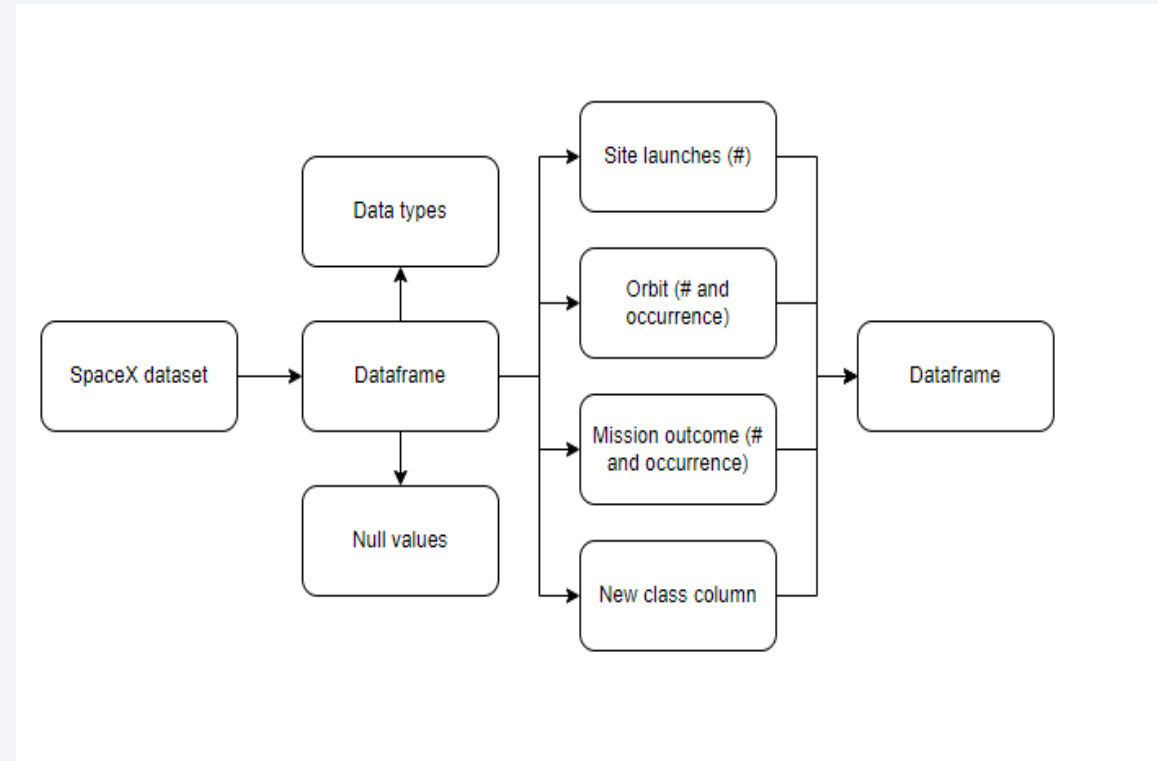 Site launches (#)
Data types
Orbit (# and
occurrence)
SpaceX dataset
Dataframe
Dataframe
Mission outcome (#
and occurrence)
Null values
New class column